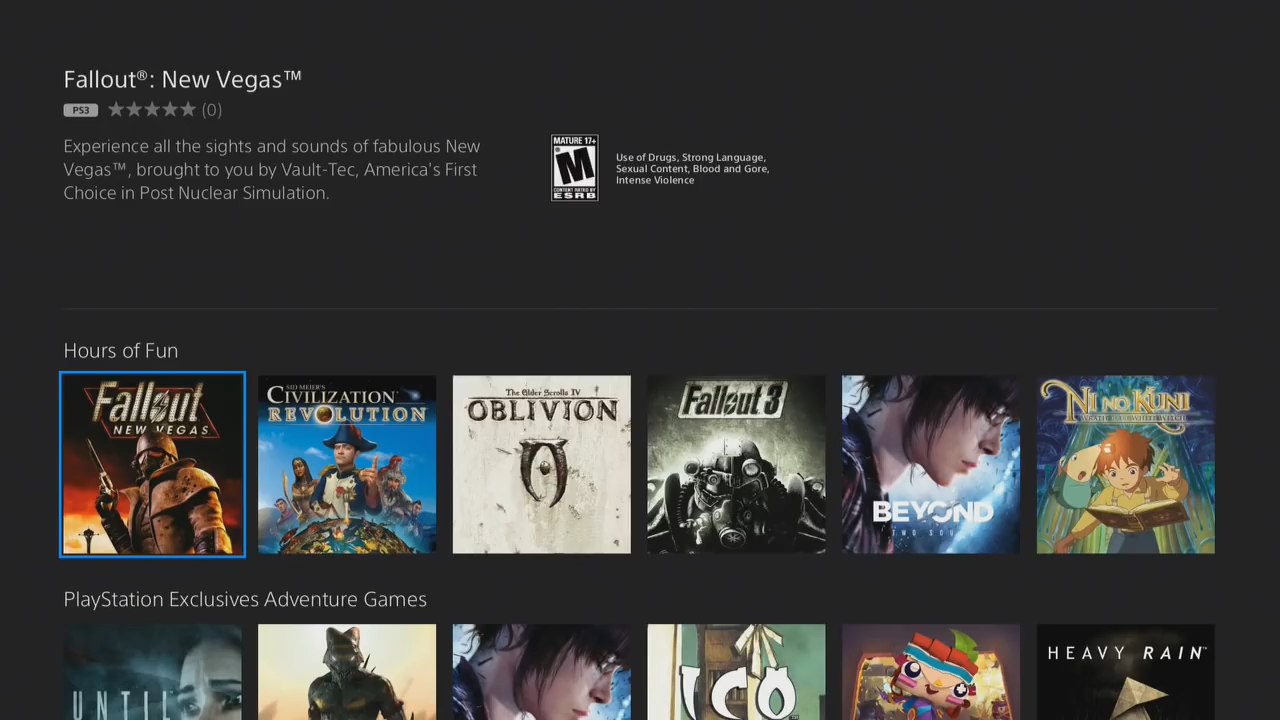 Fallout®: New Vegas™
PS3 (0)
Experience all the sights and sounds of fabulous New
Vegas™, brought to you by Vault-Tec, America's First
Choice in Post Nuclear Simulation.
MATURE 17+
M
CONTENT RATED BY
ESRB
Use of Drugs, Strong Language,
Sexual Content, Blood and Gore,
Intense Violence
Hours of Fun
Fallout
NEW VEGAS
SID MEIER'S
CIVILIZATION
REVOLUTION
The Elder Scrolls IV
OBLIVION
Fallout 3
BEYOND
TWO SOU
NI NO KUNI
WRATH OF THE WHITE WITCH
PlayStation Exclusives Adventure Games
UNTIL
ICO
HEAVY RAIN™